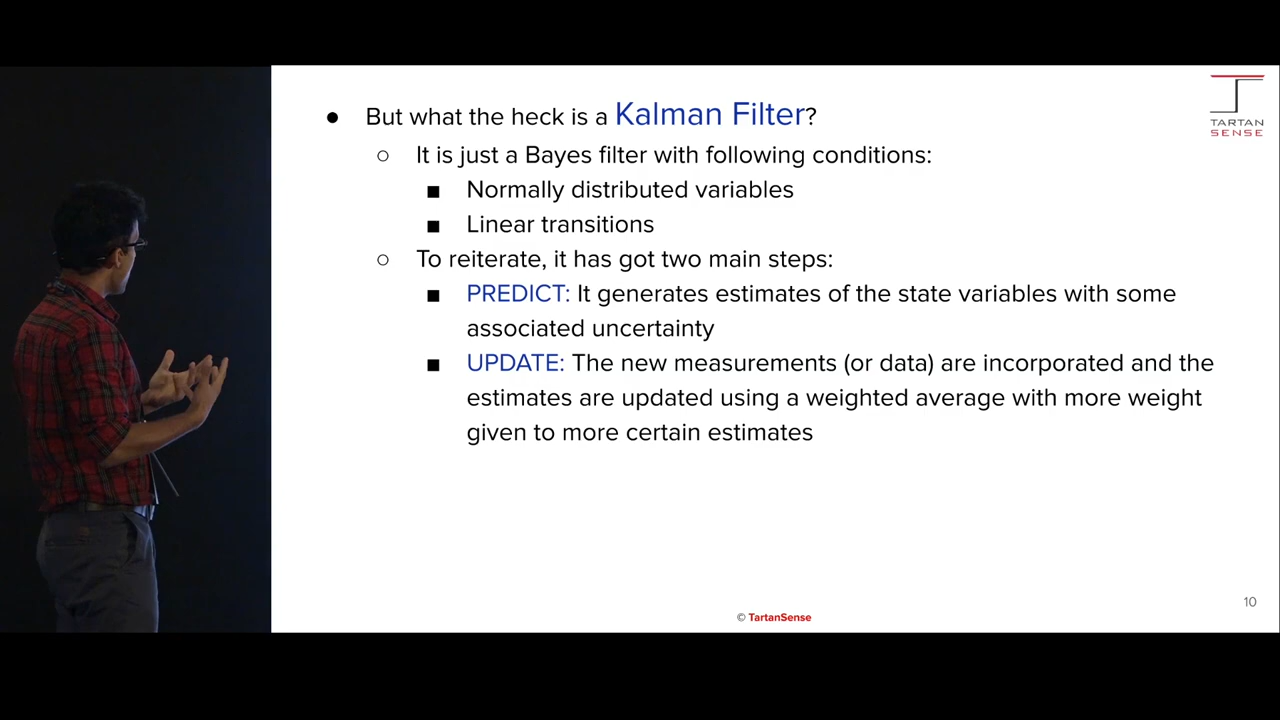 ● But what the heck is a Kalman Filter?
○ It is just a Bayes filter with following conditions:
■ Normally distributed variables
■ Linear transitions
○ To reiterate, it has got two main steps:
■ PREDICT: It generates estimates of the state variables with some
associated uncertainty
■ UPDATE: The new measurements (or data) are incorporated and the
estimates are updated using a weighted average with more weight
given to more certain estimates
TARTAN
SENSE
10
© TartanSense